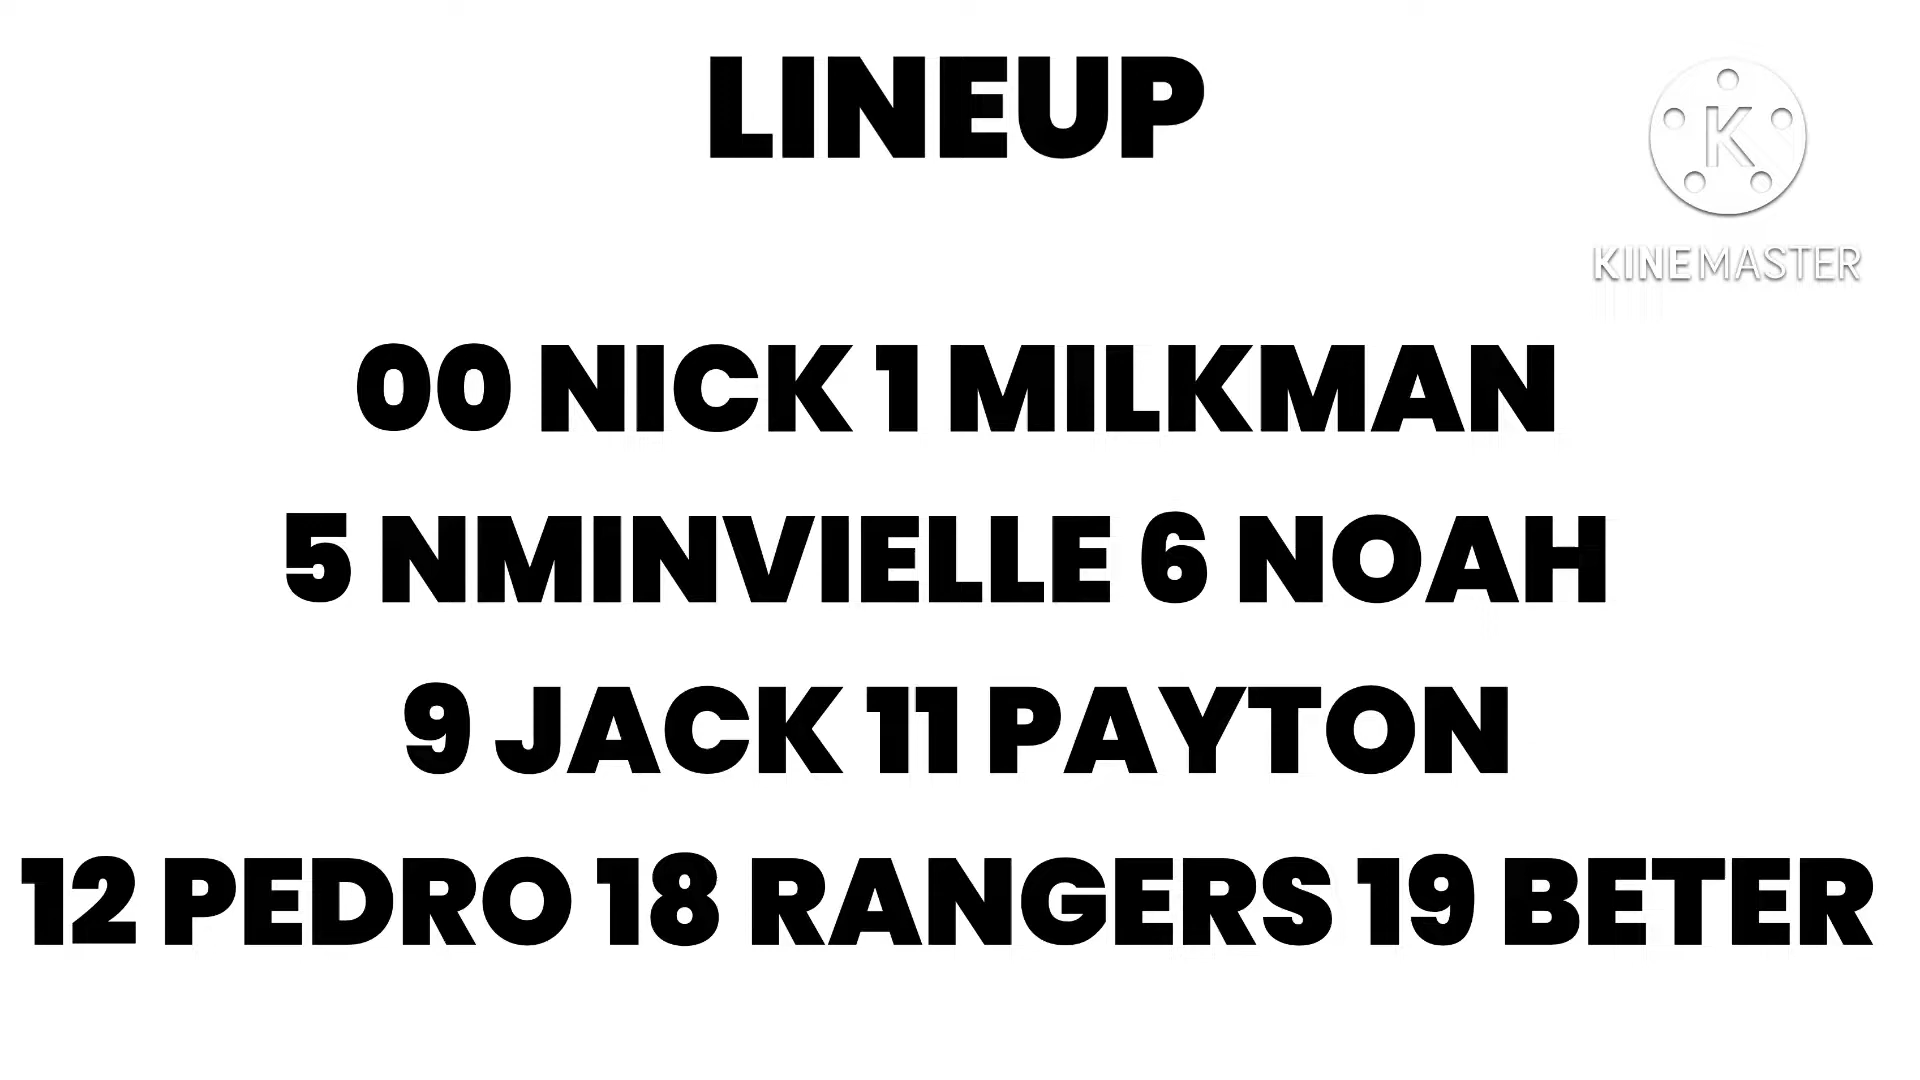 LINEUP
K
KINEMASTER
00 NICK 1 MILKMAN
5 NMINVIELLE 6 NOAH
9 JACK 11 PAYTON
12 PEDRO 18 RANGERS 19 BETER